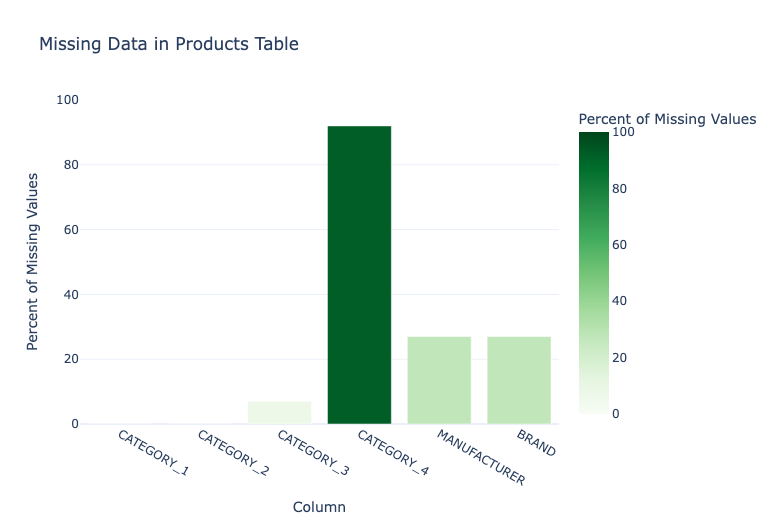 Missing Data in Products Table
Percent of Missing Values
100
80
60
40
20
0
CATEGORY_1
CATEGORY_2
CATEGORY_3
CATEGORY_4
MANUFACTURER
BRAND
Column
Percent of Missing Values
100
80
60
40
20
0